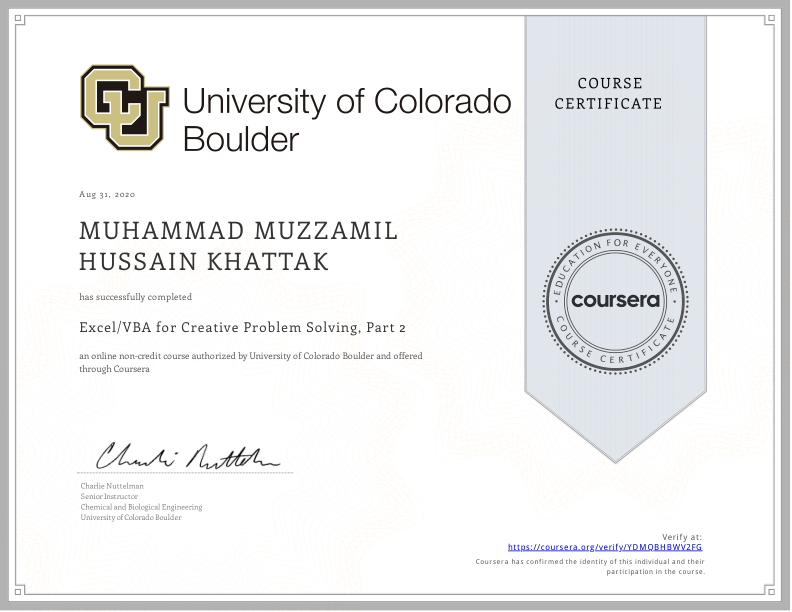 CU
University of Colorado
Boulder
COURSE
CERTIFICATE
Aug 31, 2020
MUHAMMAD MUZZAMIL
HUSSAIN KHATTAK
has successfully completed
Excel/VBA for Creative Problem Solving, Part 2
an online non-credit course authorized by University of Colorado Boulder and offered
through Coursera
EDUCATION FOR EVERYONE
coursera
COURSE CERTIFICATE
Charlie Nuttelman
Charlie Nuttelman
Senior Instructor
Chemical and Biological Engineering
University of Colorado Boulder
Verify at:
https://coursera.org/verify/YDMQBHBWV2FG
Coursera has confirmed the identity of this individual and their
participation in the course.